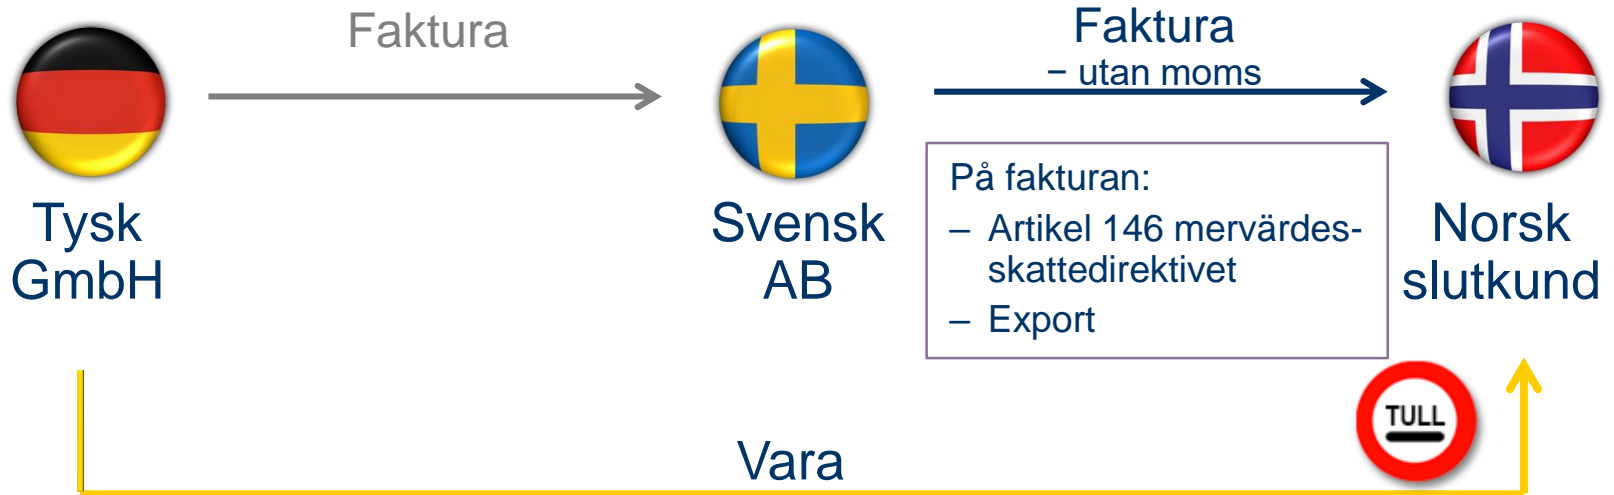 Faktura
Faktura
− utan moms
På fakturan:
– Artikel 146 mervärdes-
skattedirektivet
– Export
Tysk
GmbH
Svensk
AB
Norsk
slutkund
TULL
Vara